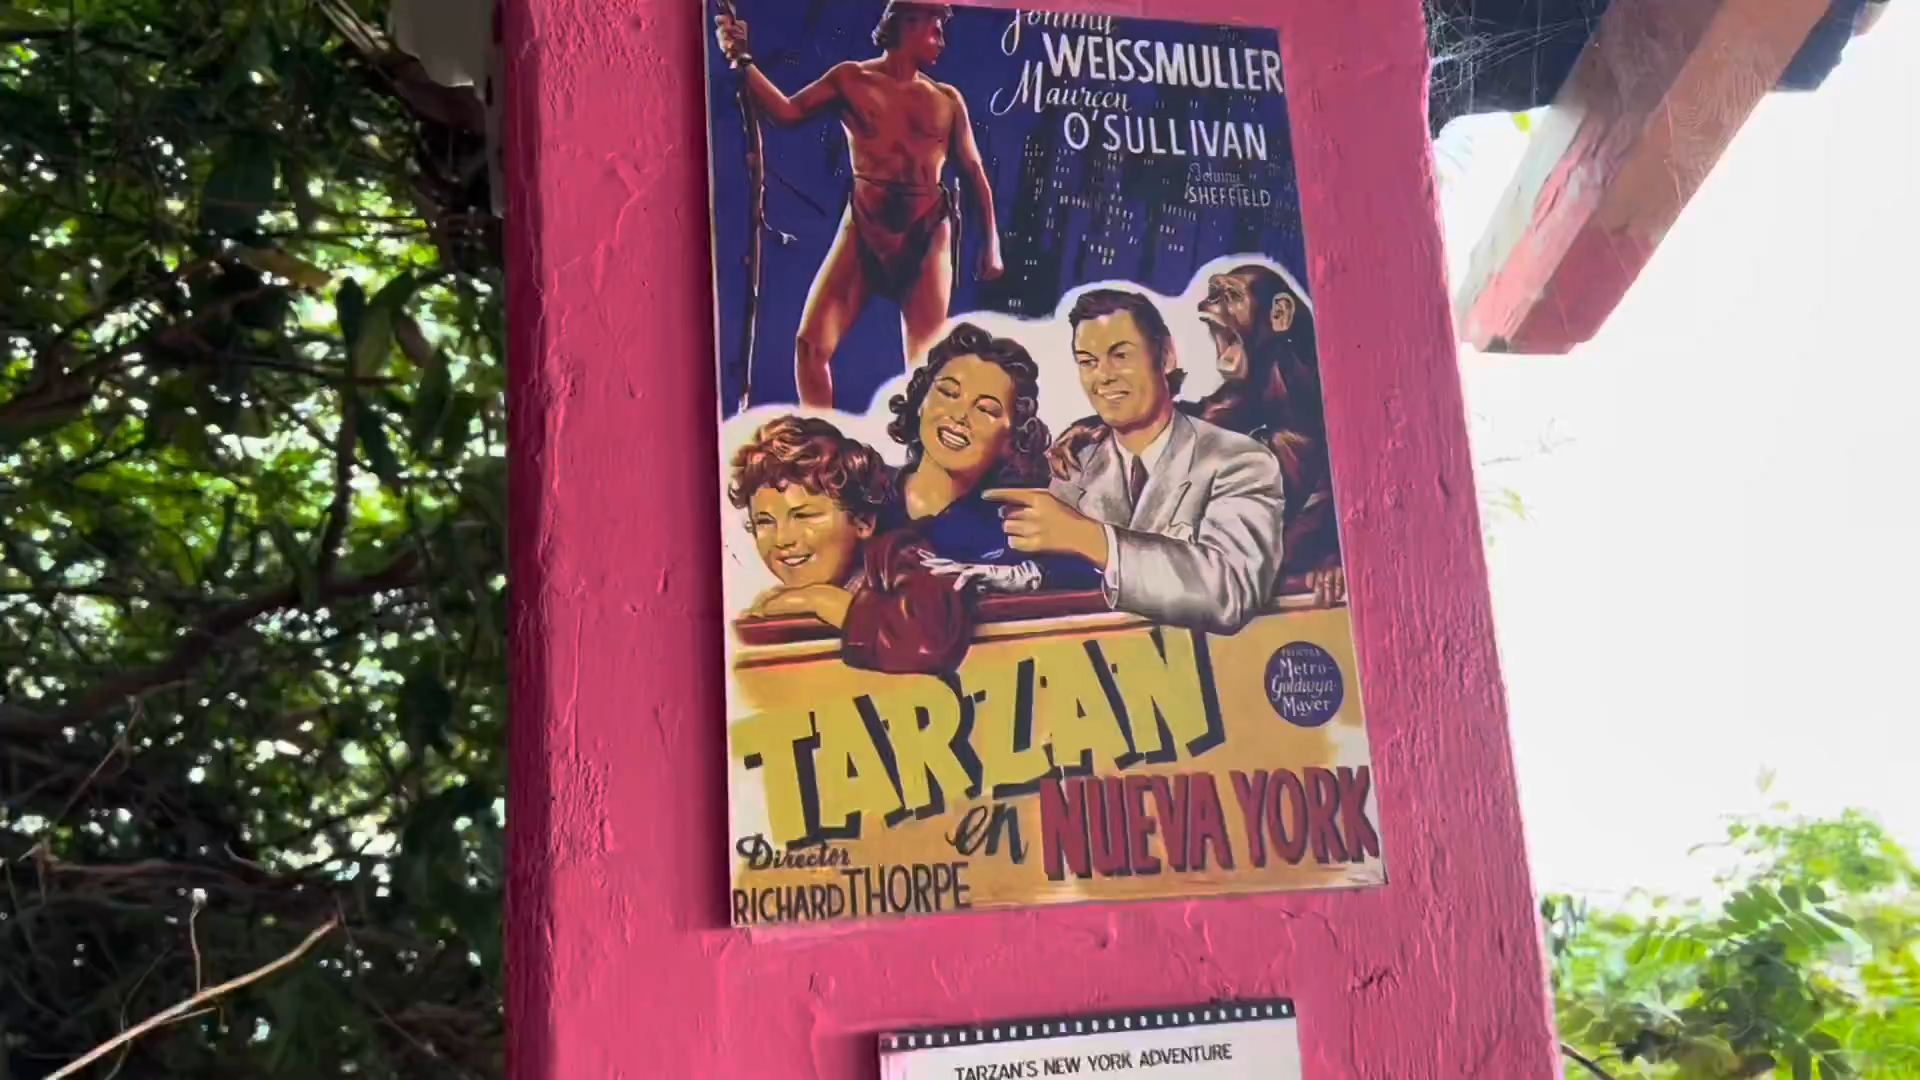 Johnny
WEISSMULLER
Maureen
O'SULLIVAN
Johnny
SHEFFIELD
Metro-
Goldwyn-
Mayer
TARZAN
en NUEVA YORK
Director
RICHARD THORPE
TARZAN'S NEW YORK ADVENTURE